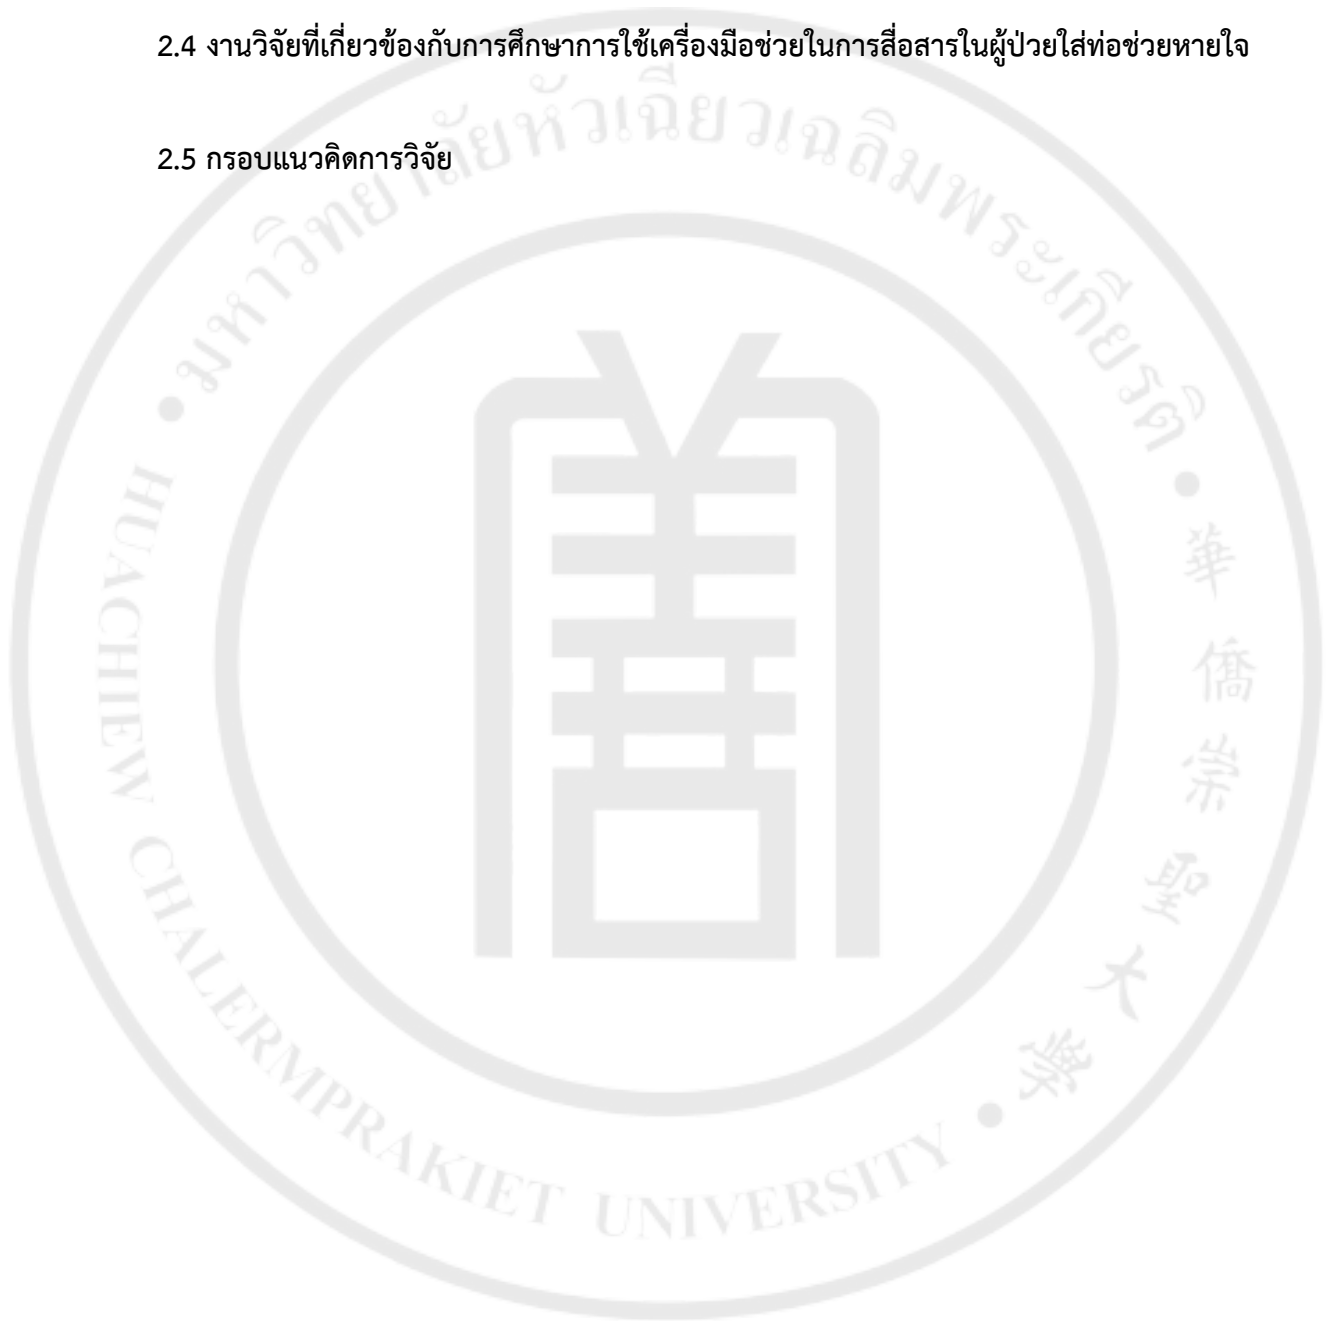 2.4 งานวิจัยที่เกี่ยวข้องกับการศึกษาการใช้เครื่องมือช่วยในการสื่อสารในผู้ป่วยใส่ท่อช่วยหายใจ
2.5 กรอบแนวคิดการวิจัย
มหาวิทยาลัยหัวเฉียวเฉลิมพระเกียรติ
HUACHIEW CHALERMPRAKIET UNIVERSITY
華僑崇聖大學